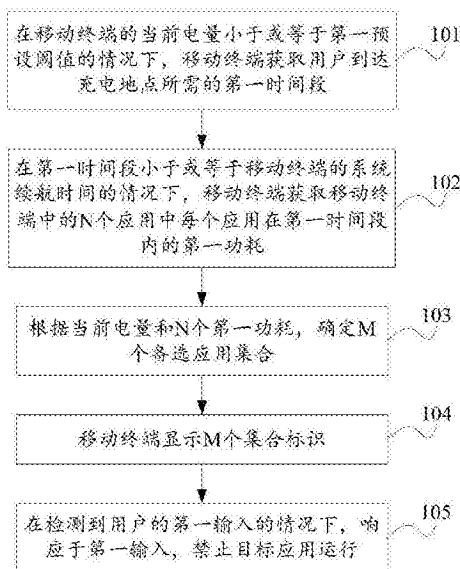 在移动终端的当前电量小于或等于第一预
设阈值的情况下，移动终端获取用户到达
充电地点所需的第一时间段
101
在第一时间段小于或等于移动终端的系统
续航时间的情况下，移动终端获取移动终
端中的N个应用中每个应用在第一时间段
内的第一功耗
102
根据当前电量和N个第一功耗，确定M
个备选应用集合
103
移动终端显示M个集合标识
104
在检测到用户的第一输入的情况下，响
应于第一输入，禁止目标应用运行
105